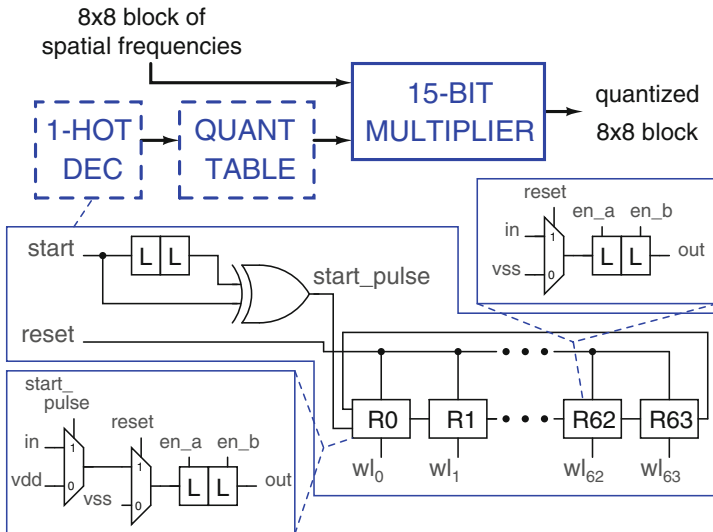 8x8 block of
spatial frequencies
1-HOT
DEC
QUANT
TABLE
15-BIT
MULTIPLIER
quantized
8x8 block
start
L L
start_pulse
reset
reset
en_a en_b
in
1
vss
0
L L
out
R0 R1 R62 R63
wl0 wl1 wl62 wl63
start_
pulse
reset
in
1
vdd
0
vss
1
0
en_a en_b
L L
out